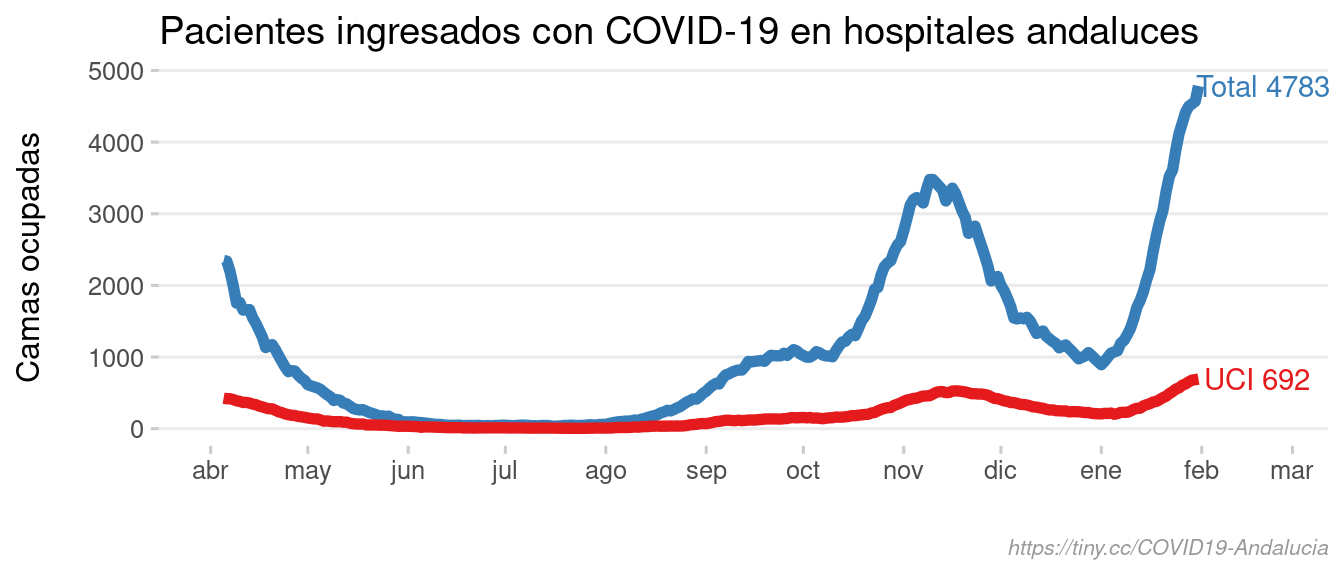 Pacientes ingresados con COVID-19 en hospitales andaluces
Camas ocupadas
5000
4000
3000
2000
1000
0
Total 4783
UCI 692
abr may jun jul ago sep oct nov dic ene feb mar
https://tiny.cc/COVID19-Andalucia